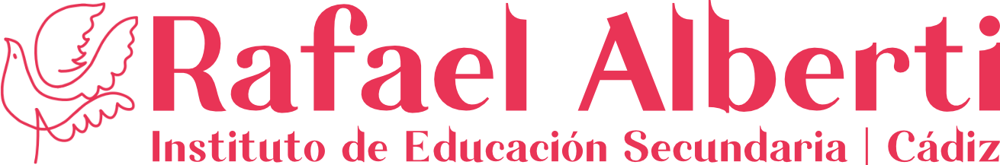 Rafael Alberti
Instituto de Educación Secundaria | Cádiz